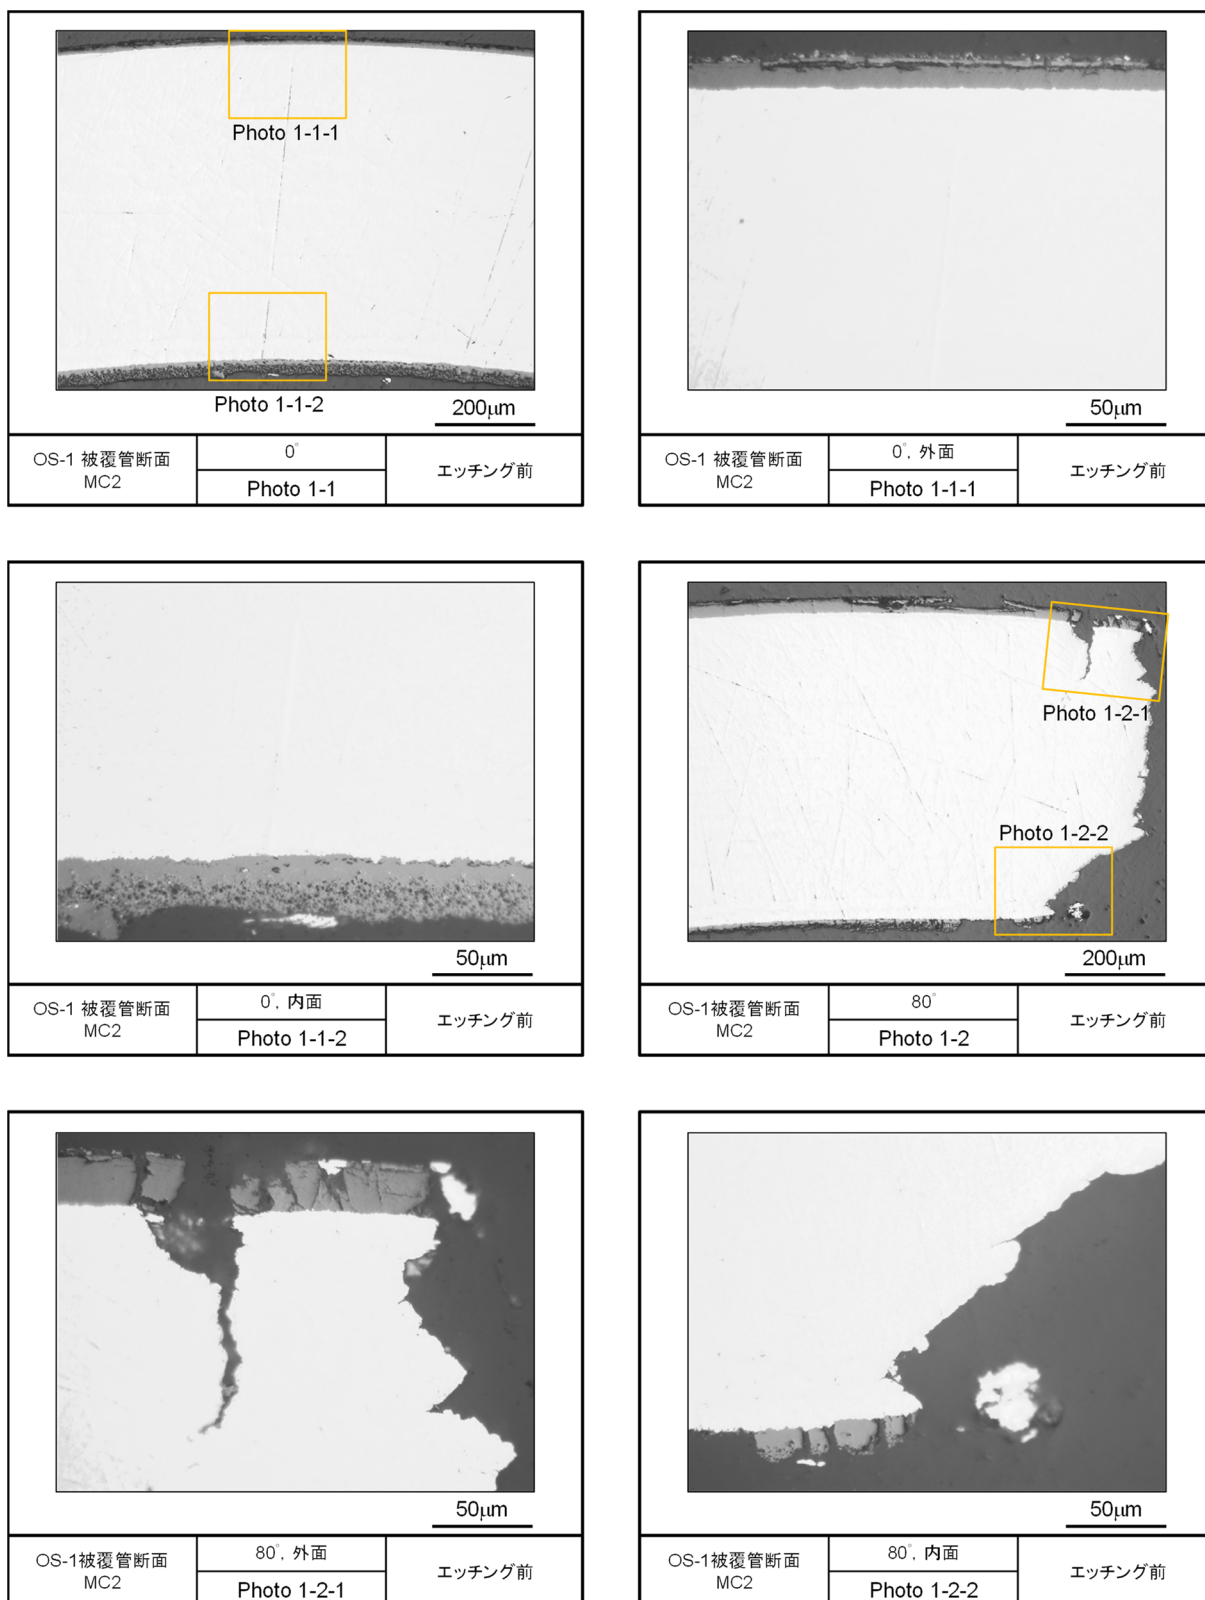 Photo 1-1-1
Photo 1-1-2
200μm
OS-1 被覆管断面
MC2
0°
Photo 1-1
エッチング前
50μm
OS-1 被覆管断面
MC2
0°, 外面
Photo 1-1-1
エッチング前
50μm
OS-1 被覆管断面
MC2
0°, 内面
Photo 1-1-2
エッチング前
Photo 1-2-1
Photo 1-2-2
200μm
OS-1被覆管断面
MC2
80°
Photo 1-2
エッチング前
50μm
OS-1被覆管断面
MC2
80°, 外面
Photo 1-2-1
エッチング前
50μm
OS-1被覆管断面
MC2
80°, 内面
Photo 1-2-2
エッチング前